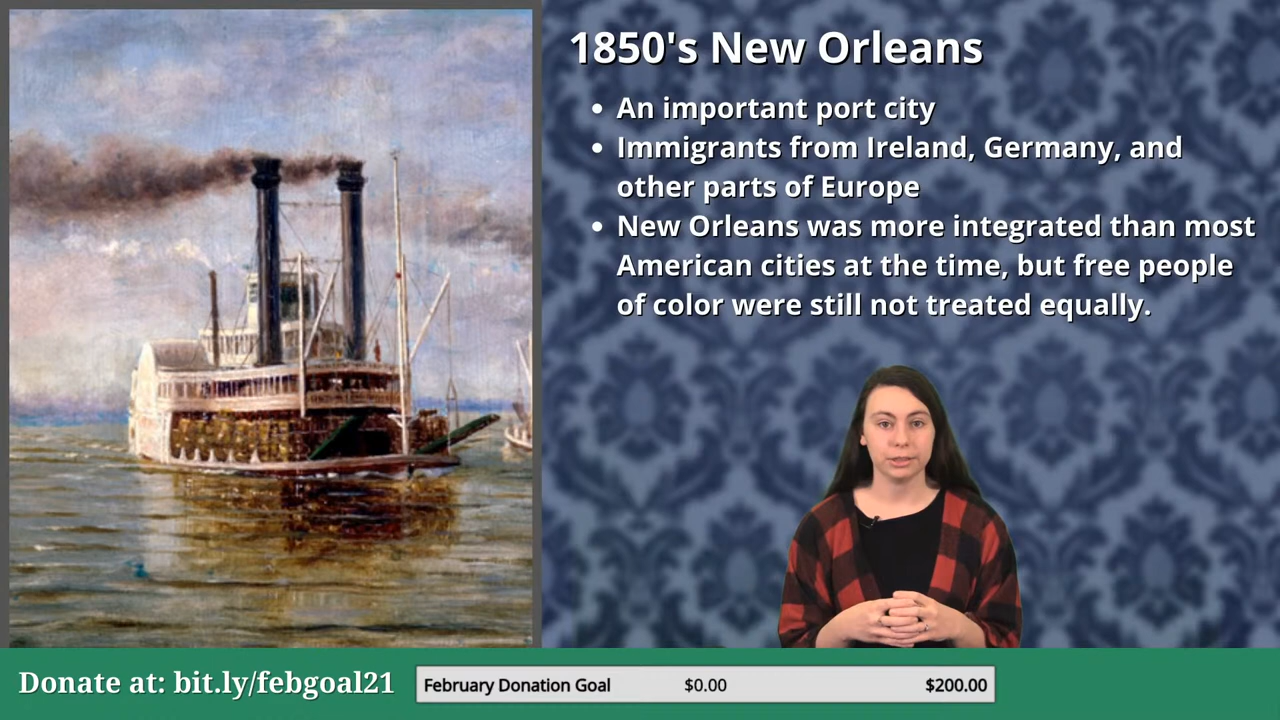 1850's New Orleans
• An important port city
• Immigrants from Ireland, Germany, and
other parts of Europe
• New Orleans was more integrated than most
American cities at the time, but free people
of color were still not treated equally.
Donate at: bit.ly/febgoal21
February Donation Goal $0.00 $200.00